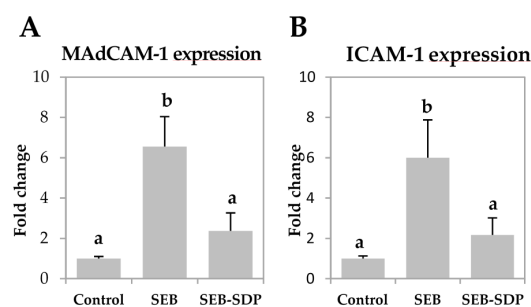 A
MAdCAM-1 expression
10
8
6
4
2
0
Fold change
a
b
a
Control SEB SEB-SDP
B
ICAM-1 expression
10
8
6
4
2
0
Fold change
a
b
a
Control SEB SEB-SDP